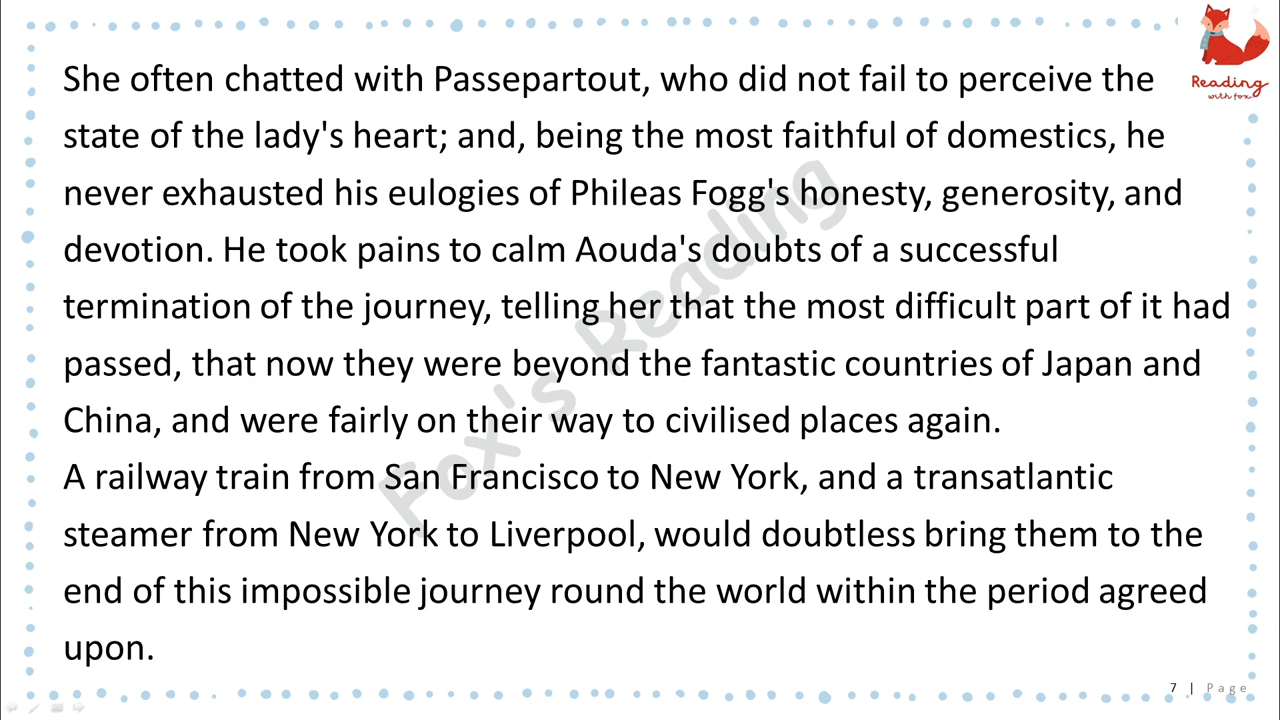 She often chatted with Passepartout, who did not fail to perceive the
state of the lady's heart; and, being the most faithful of domestics, he
never exhausted his eulogies of Phileas Fogg's honesty, generosity, and
devotion. He took pains to calm Aouda's doubts of a successful
termination of the journey, telling her that the most difficult part of it had
passed, that now they were beyond the fantastic countries of Japan and
China, and were fairly on their way to civilised places again.
A railway train from San Francisco to New York, and a transatlantic
steamer from New York to Liverpool, would doubtless bring them to the
end of this impossible journey round the world within the period agreed
upon.
Reading
with fox
Fox's Reading
7 | Page